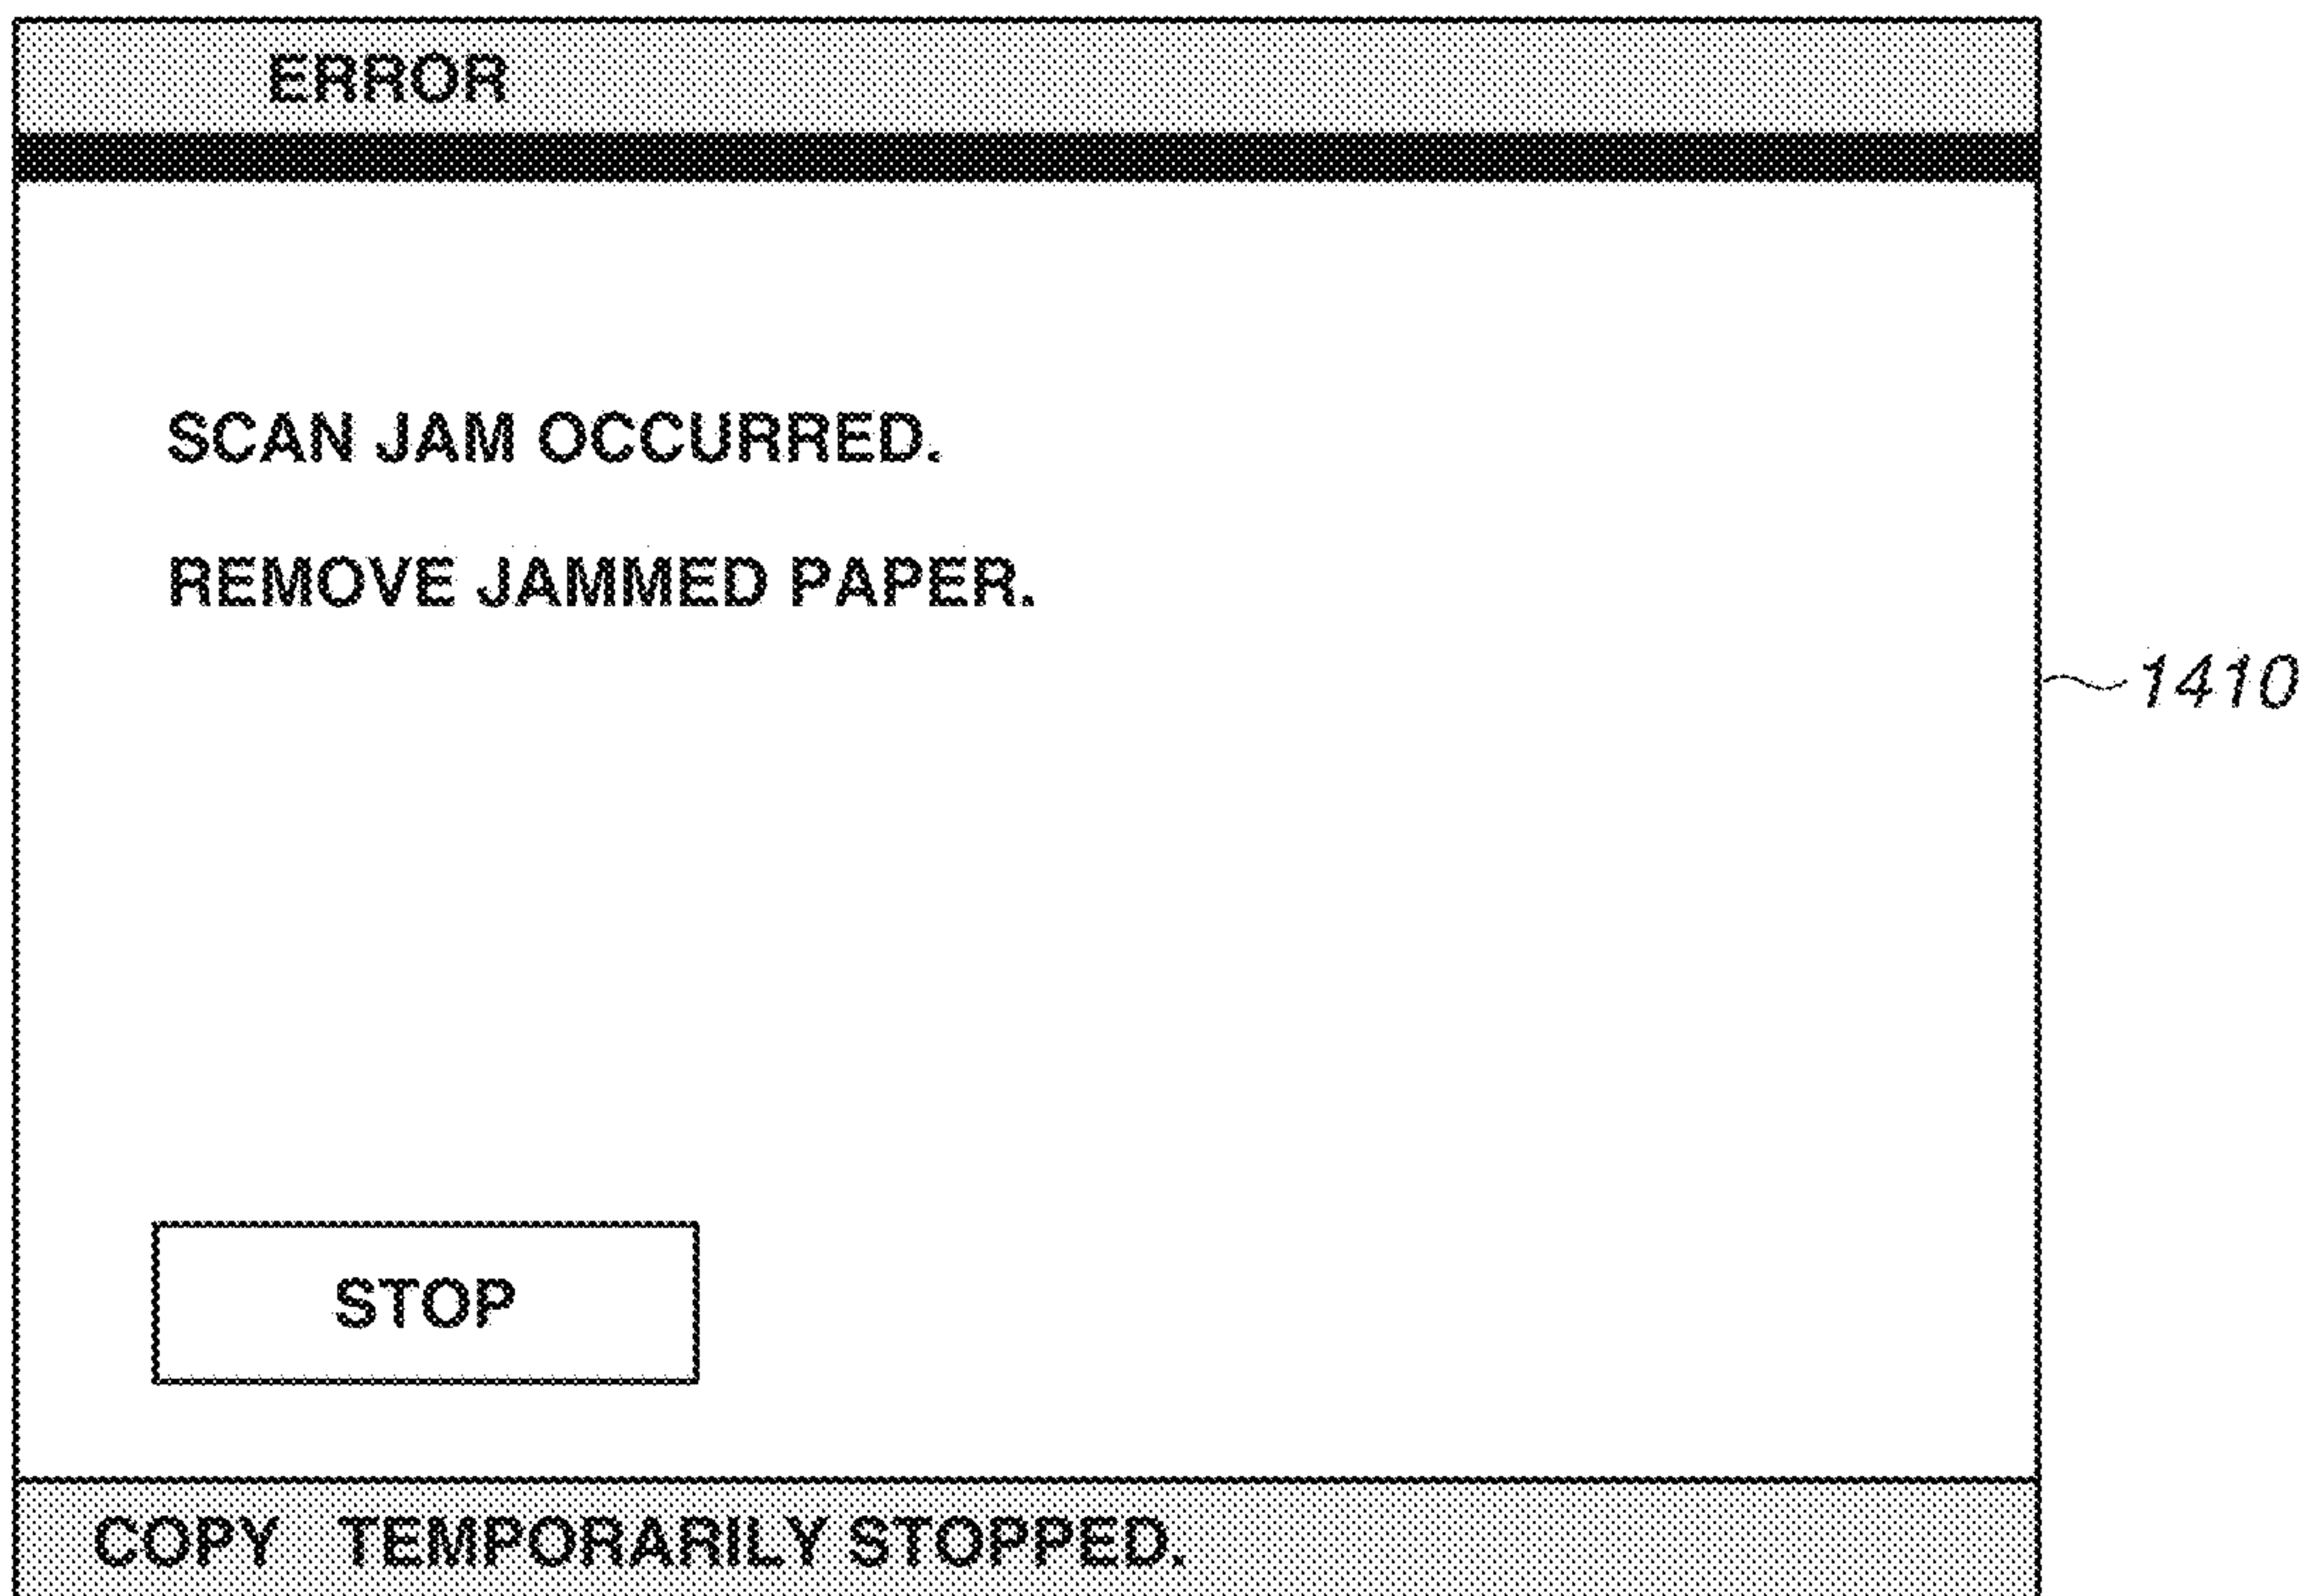 ERROR
SCAN JAM OCCURRED.
REMOVE JAMMED PAPER.
1410
STOP
COPY TEMPORARILY STOPPED.